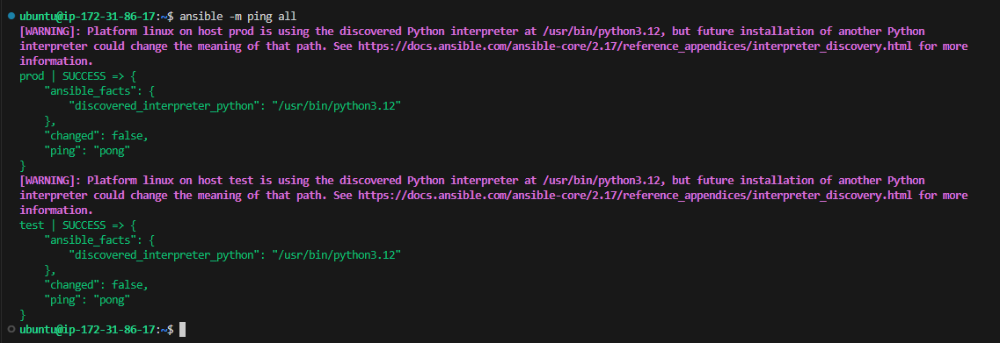 ubuntu@ip-172-31-86-17:~$ ansible -m ping all
[WARNING]: Platform linux on host prod is using the discovered Python interpreter at /usr/bin/python3.12, but future installation of another Python
interpreter could change the meaning of that path. See https://docs.ansible.com/ansible-core/2.17/reference_appendices/interpreter_discovery.html for more
information.
prod | SUCCESS => {
    "ansible_facts": {
        "discovered_interpreter_python": "/usr/bin/python3.12"
    },
    "changed": false,
    "ping": "pong"
}
[WARNING]: Platform linux on host test is using the discovered Python interpreter at /usr/bin/python3.12, but future installation of another Python
interpreter could change the meaning of that path. See https://docs.ansible.com/ansible-core/2.17/reference_appendices/interpreter_discovery.html for more
information.
test | SUCCESS => {
    "ansible_facts": {
        "discovered_interpreter_python": "/usr/bin/python3.12"
    },
    "changed": false,
    "ping": "pong"
}
ubuntu@ip-172-31-86-17:~$